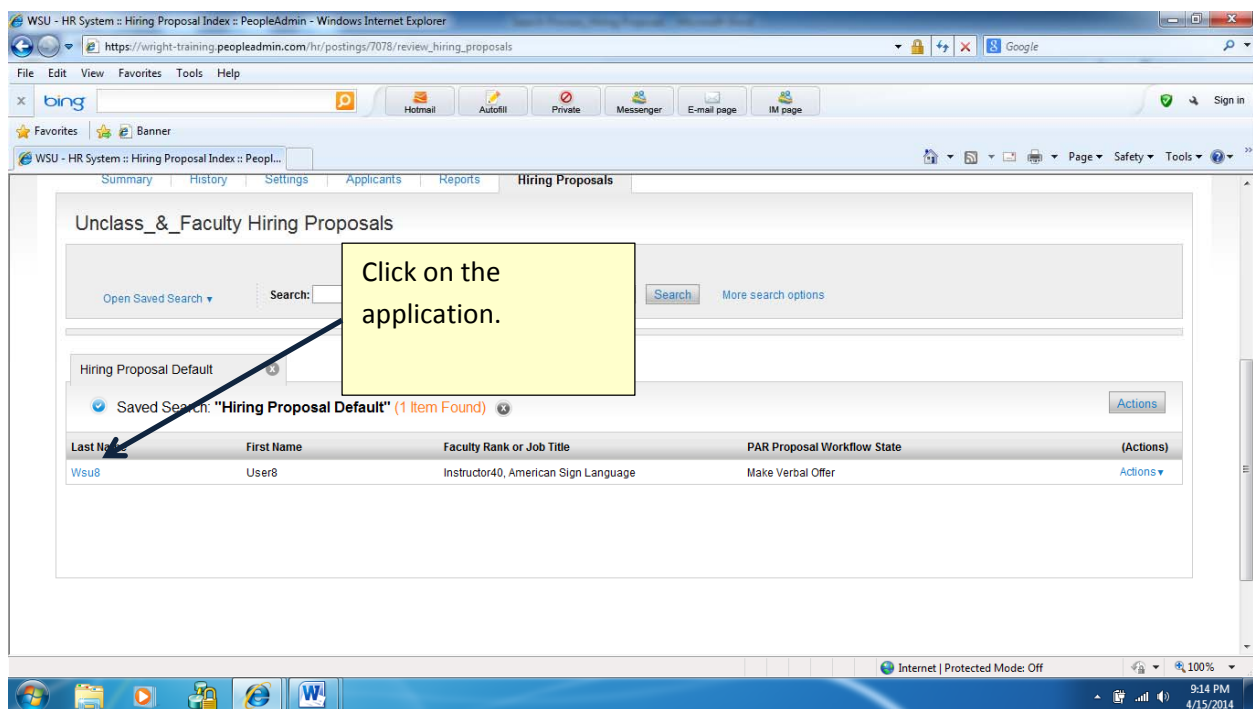 WSU - HR System :: Hiring Proposal Index :: PeopleAdmin - Windows Internet Explorer
https://wright-training.peopleadmin.com/hr/postings/7078/review_hiring_proposals Google
File Edit View Favorites Tools Help
x bing Hotmail Autofill Private Messenger E-mail page IM page Sign in
Favorites Banner
WSU - HR System :: Hiring Proposal Index :: Peopl... Page Safety Tools
Summary History Settings Applicants Reports Hiring Proposals
Unclass_&_Faculty Hiring Proposals
Click on the
application.
Open Saved Search Search: Search More search options
Hiring Proposal Default
Saved Search: "Hiring Proposal Default" (1 Item Found) Actions
Last First Name Faculty Rank or Job Title PAR Proposal Workflow State (Actions)
Wsu8 User8 Instructor40, American Sign Language Make Verbal Offer Actions
Internet | Protected Mode: Off 100%
9:14 PM
4/15/2014